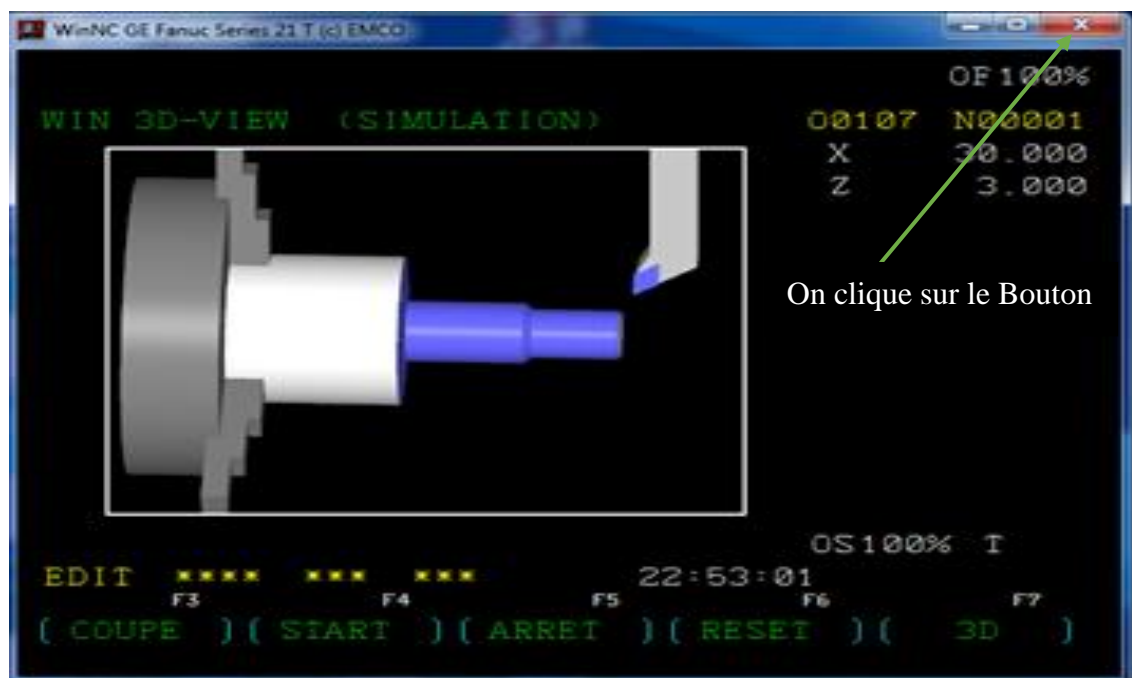 WinNC GE Fanuc Series 21 T (c) EMCO
OF100%
WIN 3D-VIEW (SIMULATION) O0107 N00001
X 30.000
Z 3.000
On clique sur le Bouton
OS100% T
EDIT **** *** *** 22:53:01
F3 F4 F5 F6 F7
( COUPE )( START )( ARRET )( RESET )( 3D )